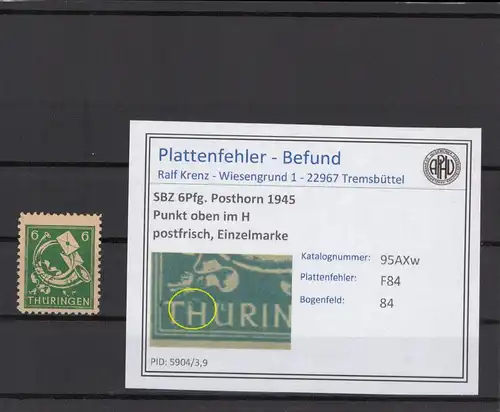 Plattenfehler - Befund
Ralf Krenz - Wiesengrund 1 - 22967 Tremsbüttel
SBZ 6Pfg. Posthorn 1945
Punkt oben im H
postfrisch, Einzelmarke
Katalognummer: 95AXw
Plattenfehler: F84
Bogenfeld: 84
THÜRIN
PID: 5904/3,9
6 6
THÜRINGEN